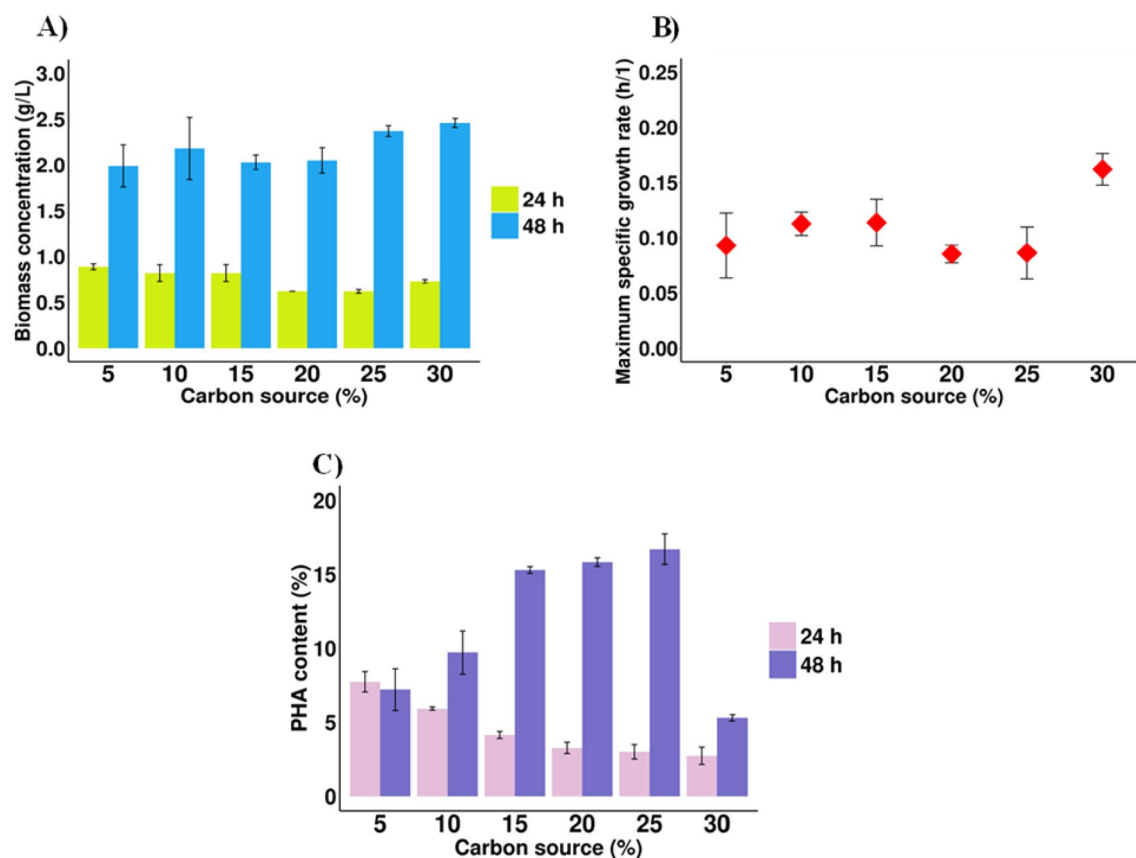 A)
Biomass concentration (g/L)
3.0
2.5
2.0
1.5
1.0
0.5
0.0
5 10 15 20 25 30
Carbon source (%)
24 h
48 h
B)
Maximum specific growth rate (h/1)
0.25
0.20
0.15
0.10
0.05
0.00
5 10 15 20 25 30
Carbon source (%)
C)
PHA content (%)
20
15
10
5
0
5 10 15 20 25 30
Carbon source (%)
24 h
48 h